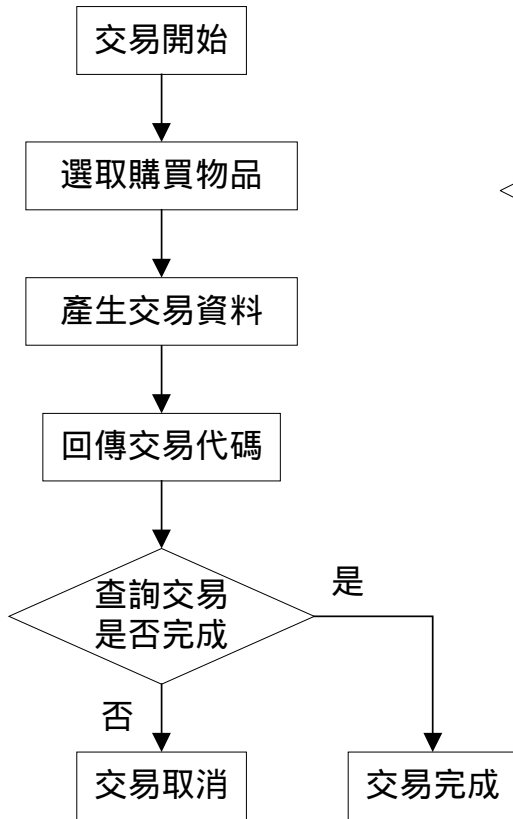 交易開始
選取購買物品
<
產生交易資料
回傳交易代碼
查詢交易
是否完成
是
否
交易取消
交易完成